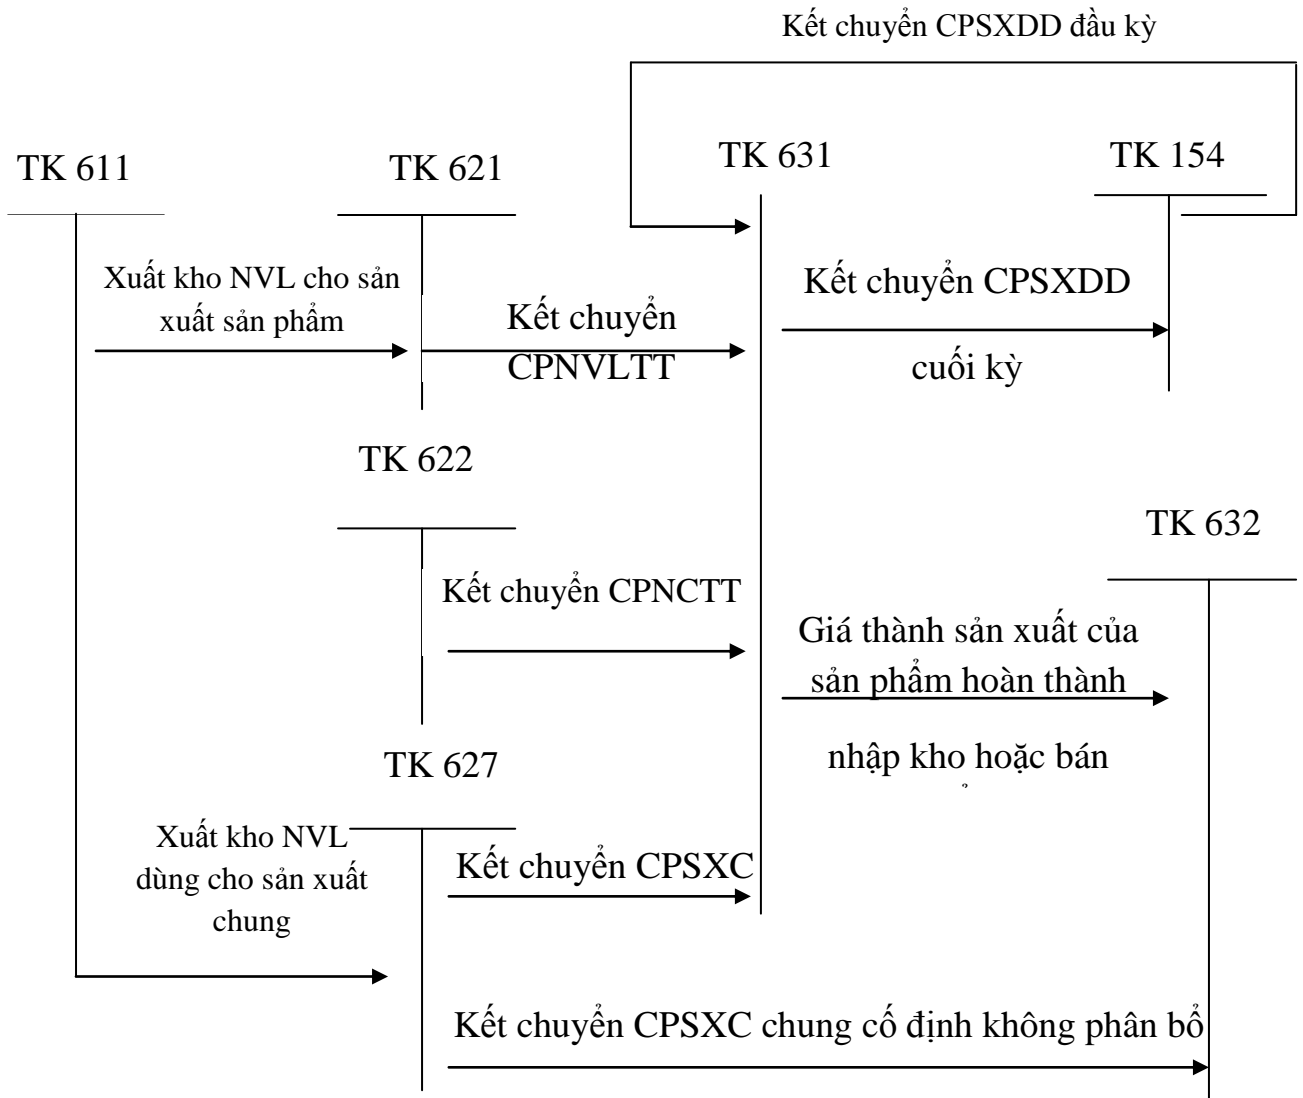 Kết chuyển CPSXDD đầu kỳ
TK 611
TK 621
TK 631
TK 154
Xuất kho NVL cho sản
xuất sản phẩm
Kết chuyển
CPNVLTT
Kết chuyển CPSXDD
cuối kỳ
TK 622
TK 632
Kết chuyển CPNCTT
Giá thành sản xuất của
sản phẩm hoàn thành
nhập kho hoặc bán
TK 627
Xuất kho NVL
dùng cho sản xuất
chung
Kết chuyển CPSXC
Kết chuyển CPSXC chung cố định không phân bổ